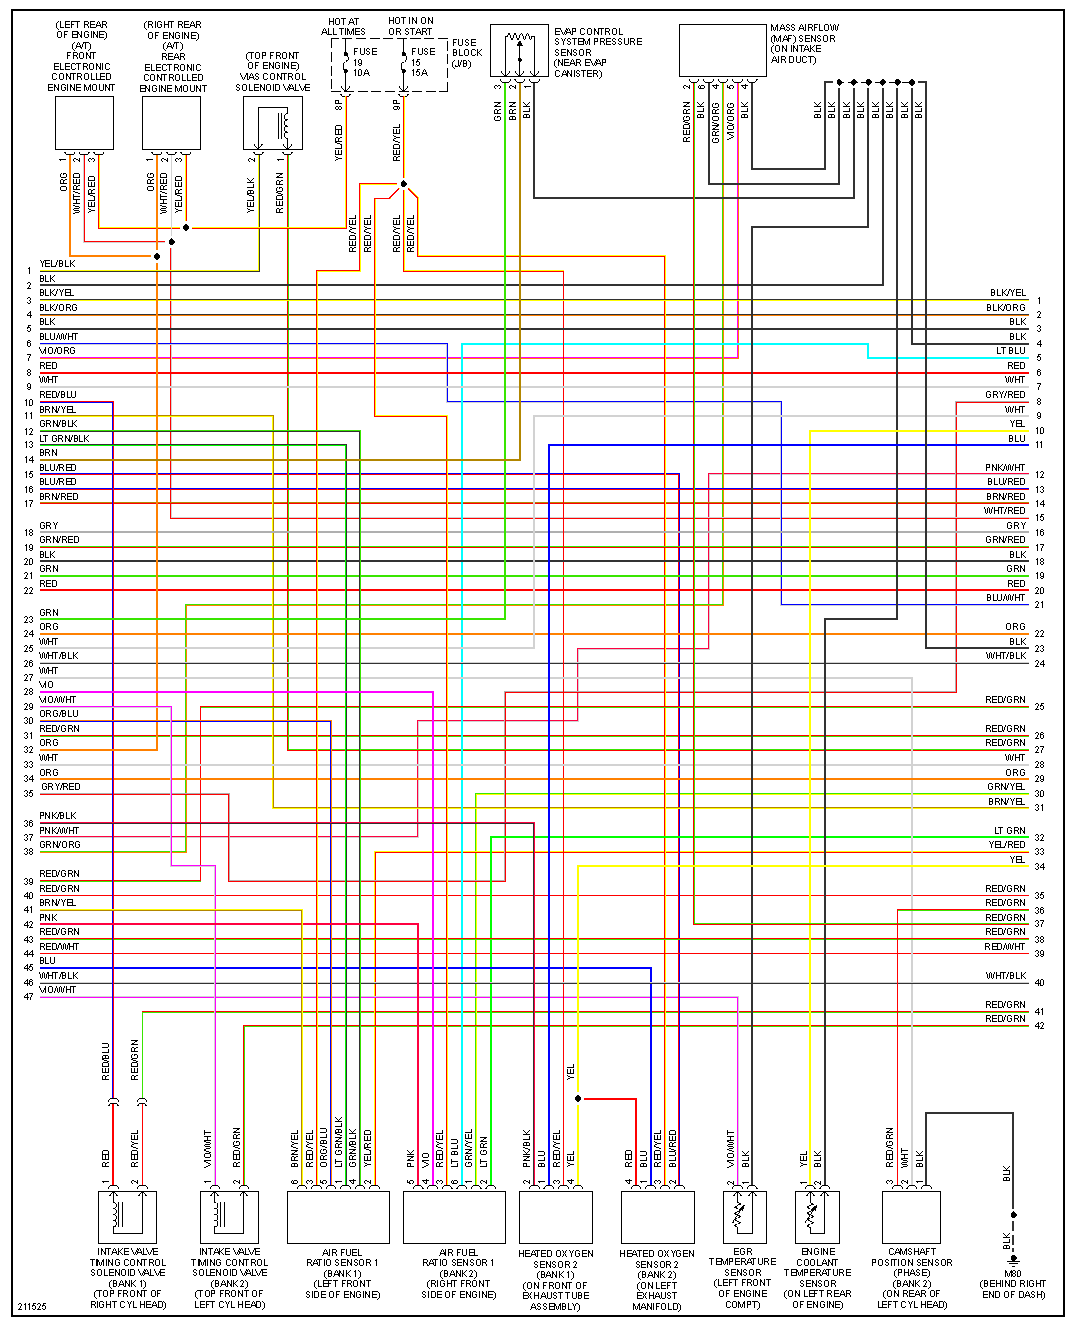 (LEFT REAR
OF ENGINE)
(A/T)
FRONT
ELECTRONIC
CONTROLLED
ENGINE MOUNT
(RIGHT REAR
OF ENGINE)
(A/T)
REAR
ELECTRONIC
CONTROLLED
ENGINE MOUNT
(TOP FRONT
OF ENGINE)
VIAS CONTROL
SOLENOID VALVE
HOT AT
ALL TIMES
HOT IN ON
OR START
FUSE
19
10A
FUSE
15
15A
FUSE
BLOCK
(J/B)
EVAP CONTROL
SYSTEM PRESSURE
SENSOR
(NEAR EVAP
CANISTER)
MASS AIRFLOW
(MAF) SENSOR
(ON INTAKE
AIR DUCT)
1 2 3
ORG WHT/RED YEL/RED
1 2 3
ORG WHT/RED YEL/RED
2 1
YEL/BLK RED/GRN
8P 9P
YEL/RED RED/YEL
RED/YEL RED/YEL RED/YEL RED/YEL
3 2 1
GRN BRN BLK
2 6 4 5 4
RED/GRN BLK GRN/ORG VIO/ORG BLK
BLK BLK BLK BLK BLK BLK BLK BLK
1 YEL/BLK
2 BLK
3 BLK/YEL
4 BLK/ORG
5 BLK
6 BLU/WHT
7 VIO/ORG
8 RED
9 WHT
10 RED/BLU
11 BRN/YEL
12 GRN/BLK
13 LT GRN/BLK
14 BRN
15 BLU/RED
16 BLU/RED
17 BRN/RED
18 GRY
19 GRN/RED
20 BLK
21 GRN
22 RED
23 GRN
24 ORG
25 WHT
26 WHT/BLK
27 WHT
28 VIO
29 VIO/WHT
30 ORG/BLU
31 RED/GRN
32 ORG
33 WHT
34 ORG
35 GRY/RED
36 PNK/BLK
37 PNK/WHT
38 GRN/ORG
39 RED/GRN
40 RED/GRN
41 BRN/YEL
42 PNK
43 RED/GRN
44 RED/WHT
45 BLU
46 WHT/BLK
47 VIO/WHT
BLK/YEL 1
BLK/ORG 2
BLK 3
BLK 4
LT BLU 5
RED 6
WHT 7
GRY/RED 8
WHT 9
YEL 10
BLU 11
PNK/WHT 12
BLU/RED 13
BRN/RED 14
WHT/RED 15
GRY 16
GRN/RED 17
BLK 18
GRN 19
RED 20
BLU/WHT 21
ORG 22
BLK 23
WHT/BLK 24
RED/GRN 25
RED/GRN 26
RED/GRN 27
WHT 28
ORG 29
GRN/YEL 30
BRN/YEL 31
LT GRN 32
YEL/RED 33
YEL 34
RED/GRN 35
RED/GRN 36
RED/GRN 37
RED/GRN 38
RED/WHT 39
WHT/BLK 40
RED/GRN 41
RED/GRN 42
RED/BLU RED/GRN
YEL
RED RED/YEL
1 2
VIO/WHT RED/GRN
1 2
BRN/YEL RED/YEL ORG/BLU LT GRN/BLK GRN/BLK YEL/RED
6 3 5 1 4 2
PNK VIO RED/YEL LT BLU GRN/YEL LT GRN
5 4 3 6 1 2
PNK/BLK BLU RED/YEL YEL
2 1 3 4
RED BLU RED/YEL BLU/RED
4 1 3 2
VIO/WHT BLK
2 1
YEL BLK
1 2
RED/GRN WHT BLK
3 2 1
BLK
BLK
INTAKE VALVE
TIMING CONTROL
SOLENOID VALVE
(BANK 1)
(TOP FRONT OF
RIGHT CYL HEAD)
INTAKE VALVE
TIMING CONTROL
SOLENOID VALVE
(BANK 2)
(TOP FRONT OF
LEFT CYL HEAD)
AIR FUEL
RATIO SENSOR 1
(BANK 1)
(LEFT FRONT
SIDE OF ENGINE)
AIR FUEL
RATIO SENSOR 1
(BANK 2)
(RIGHT FRONT
SIDE OF ENGINE)
HEATED OXYGEN
SENSOR 2
(BANK 1)
(ON FRONT OF
EXHAUST TUBE
ASSEMBLY)
HEATED OXYGEN
SENSOR 2
(BANK 2)
(ON LEFT
EXHAUST
MANIFOLD)
EGR
TEMPERATURE
SENSOR
(LEFT FRONT
OF ENGINE
COMPT)
ENGINE
COOLANT
TEMPERATURE
SENSOR
(ON LEFT REAR
OF ENGINE)
CAMSHAFT
POSITION SENSOR
(PHASE)
(BANK 2)
(ON REAR OF
LEFT CYL HEAD)
M80
(BEHIND RIGHT
END OF DASH)
211525